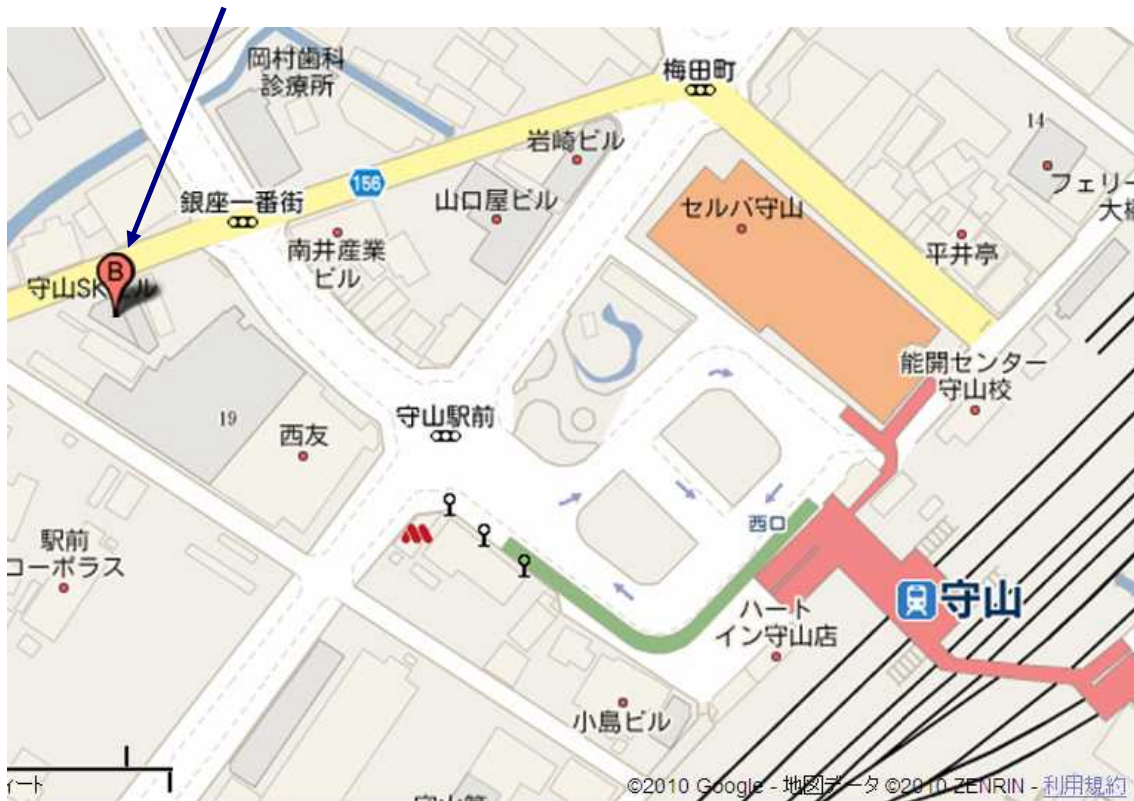 岡村歯科
診療所
梅田町
岩崎ビル
14
156
銀座一番街
山口屋ビル
セルバ守山
フェリー
南井産業
ビル
平井亭
B
守山SK
ル
能開センター
守山校
守山駅前
19
西友
西口
駅前
コーポラス
守山
ハート
イン守山店
小島ビル
ィート
©2010 Google - 地図データ ©2010 ZENRIN - 利用規約